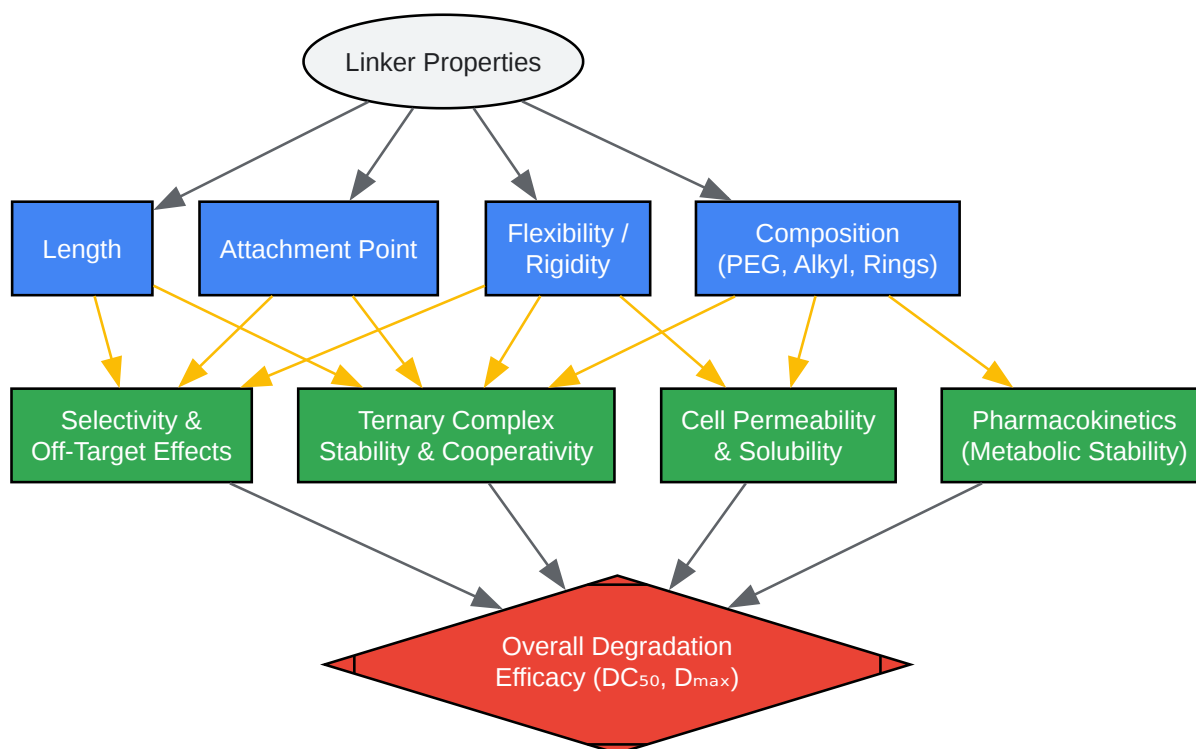 Linker Properties
Length
Attachment Point
Flexibility /
Rigidity
Composition
(PEG, Alkyl, Rings)
Selectivity &
Off-Target Effects
Ternary Complex
Stability & Cooperativity
Cell Permeability
& Solubility
Pharmacokinetics
(Metabolic Stability)
Overall Degradation
Efficacy (DC₅₀, Dₘₐₓ)